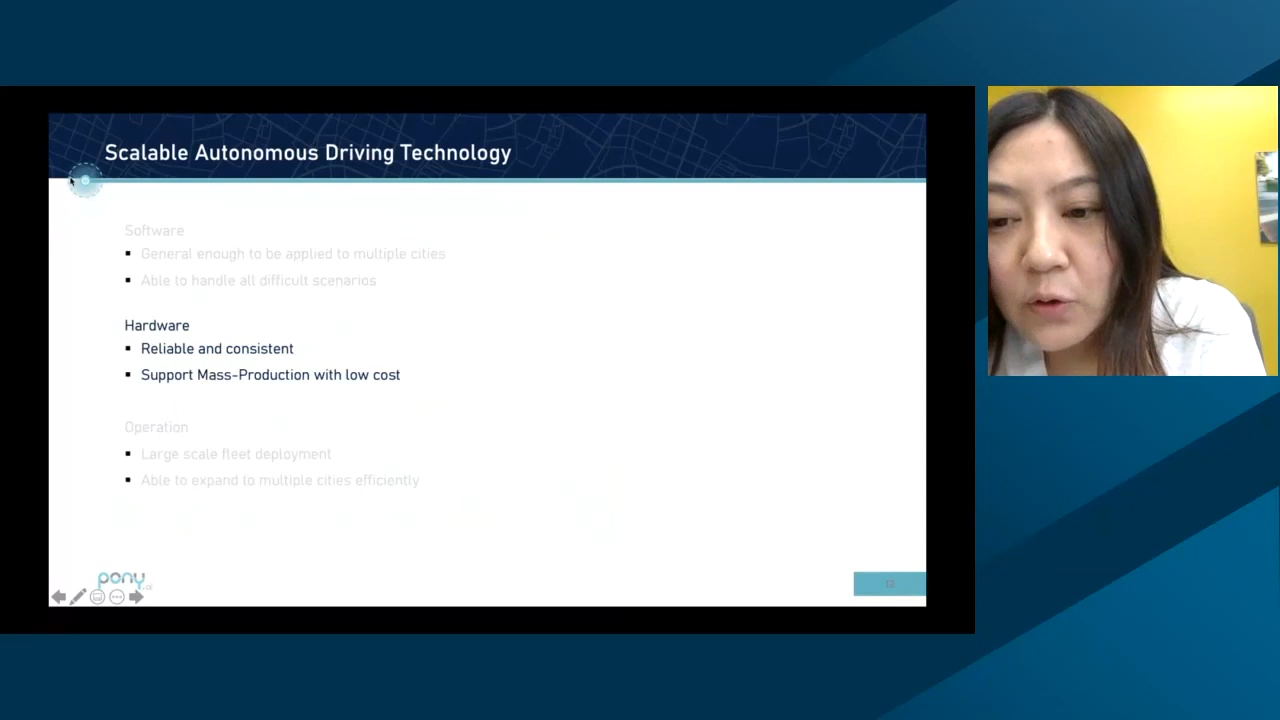 Scalable Autonomous Driving Technology
Software
▪ General enough to be applied to multiple cities
▪ Able to handle all difficult scenarios
Hardware
▪ Reliable and consistent
▪ Support Mass-Production with low cost
Operation
▪ Large scale fleet deployment
▪ Able to expand to multiple cities efficiently
pony.ai
12